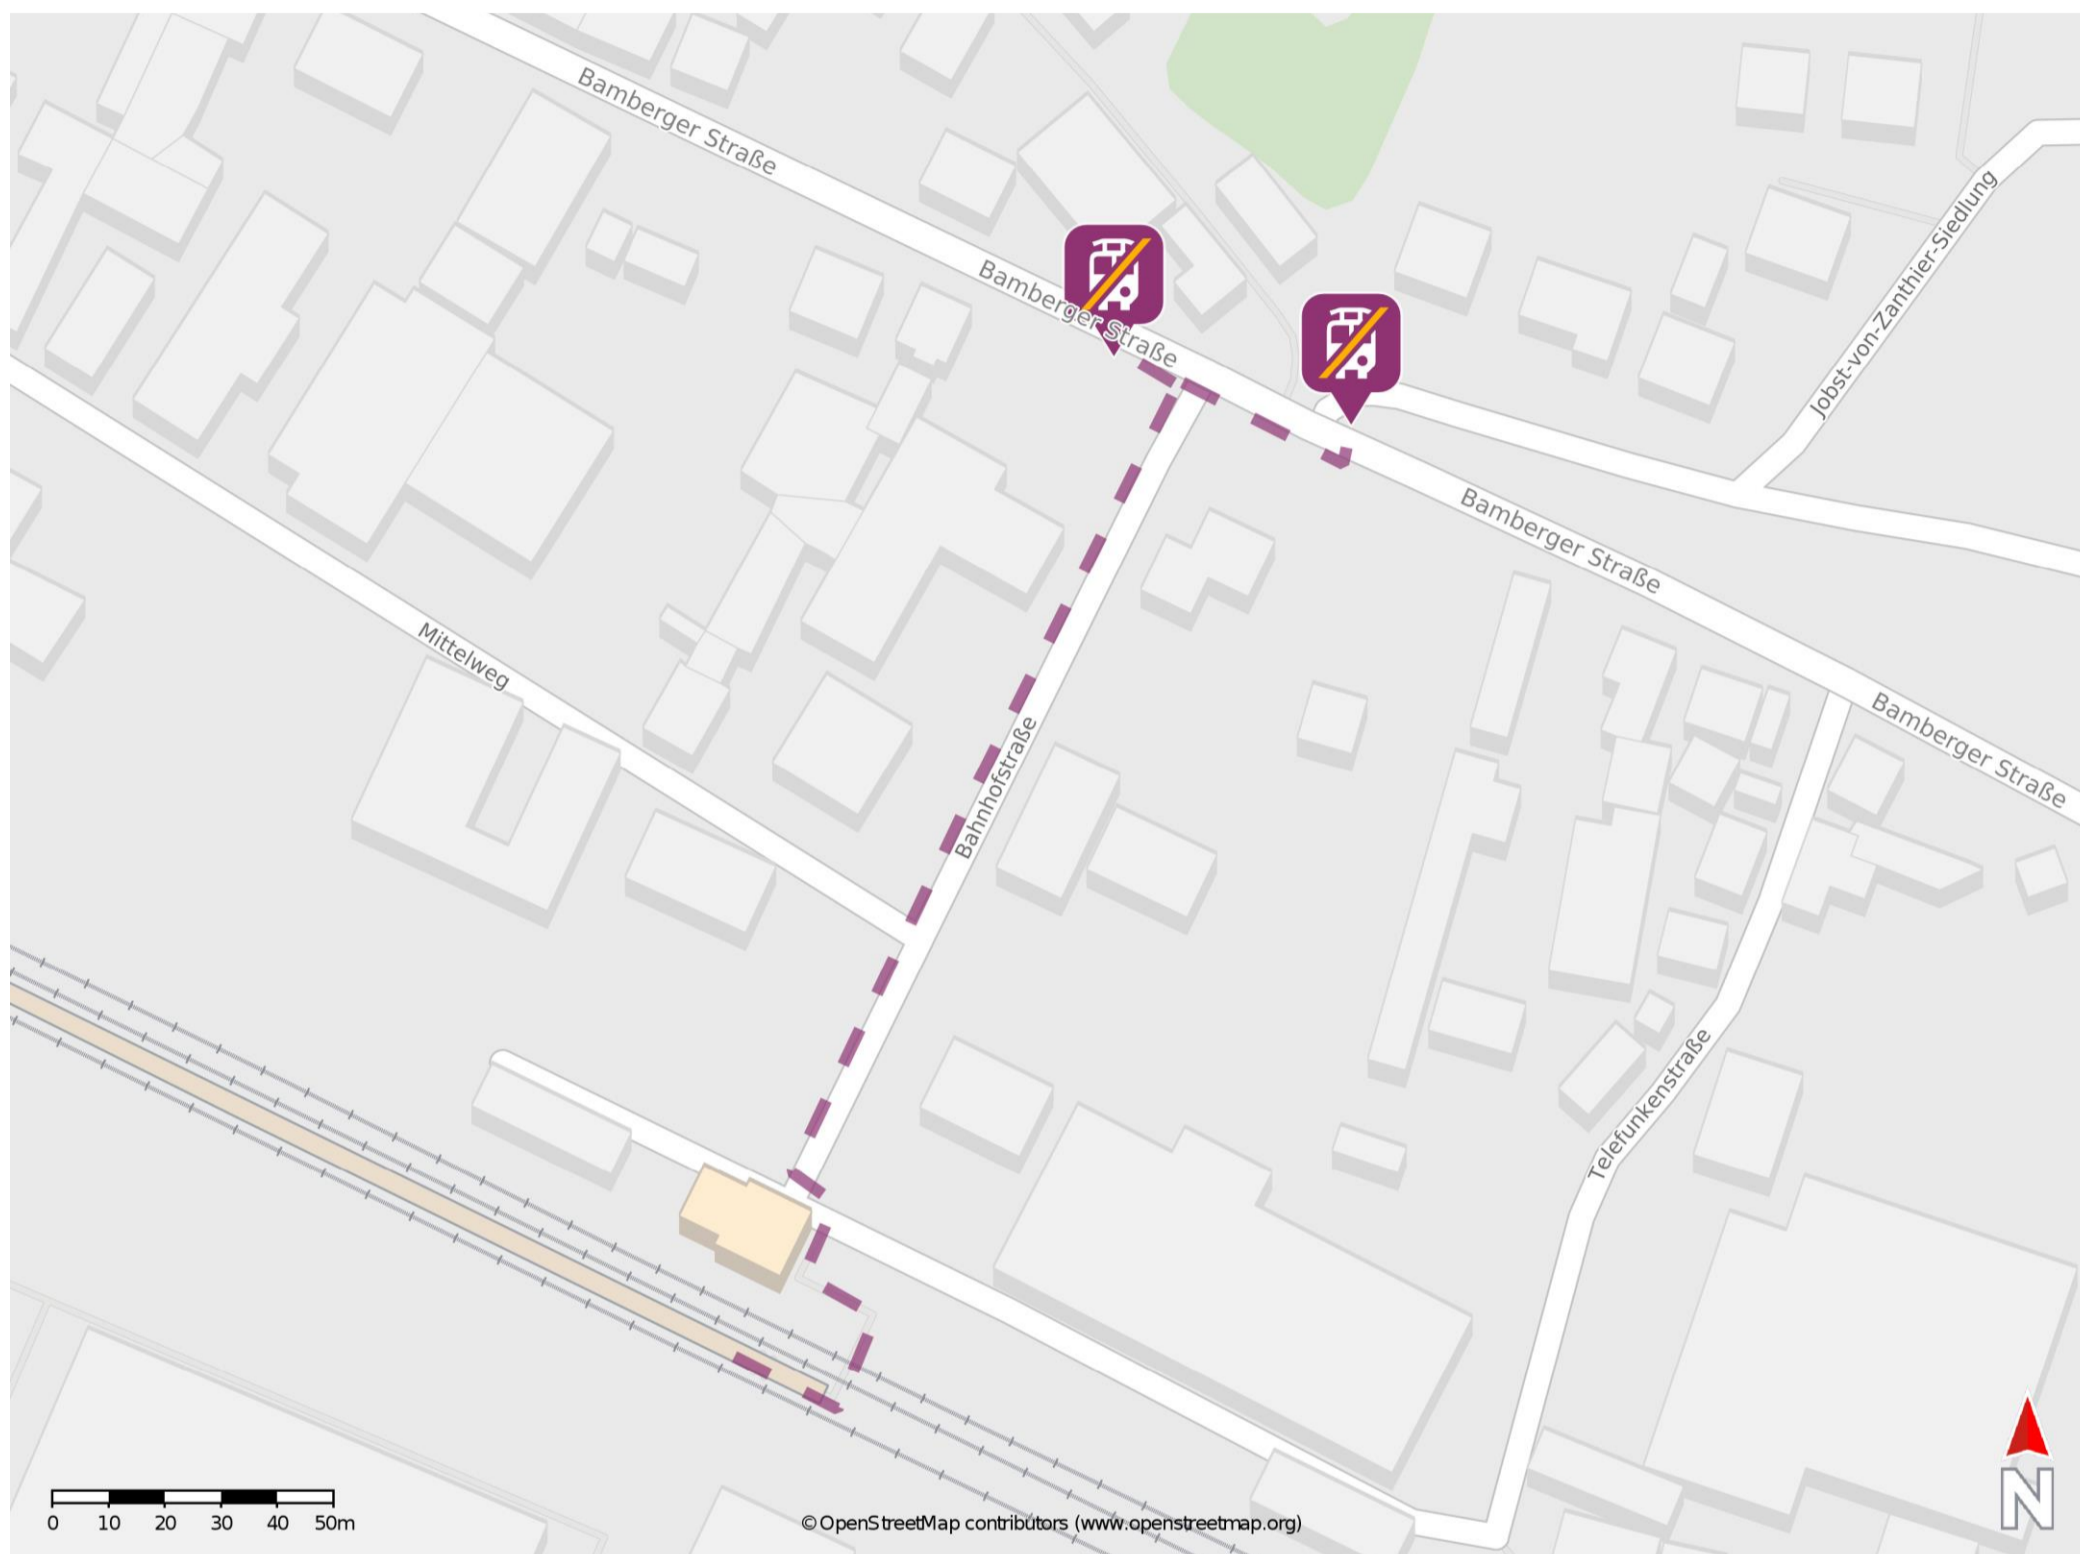 Bamberger Straße
Jobst-von-Zanthier-Siedlung
Bamberger Straße
Bamberger Straße
Mittelweg
Bahnhofstraße
Bamberger Straße
Telefunkenstraße
0 10 20 30 40 50m
© OpenStreetMap contributors (www.openstreetmap.org)
N